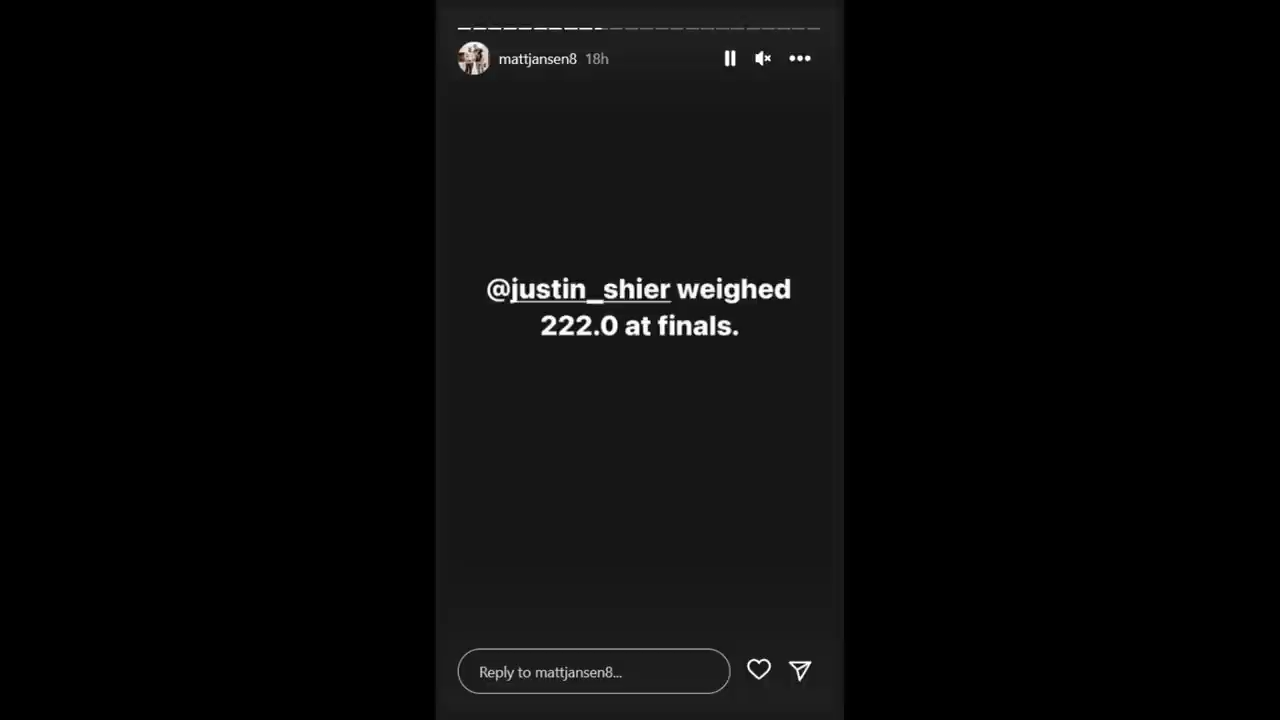 mattjansen8 18h
@justin_shier weighed
222.0 at finals.
Reply to mattjansen8...